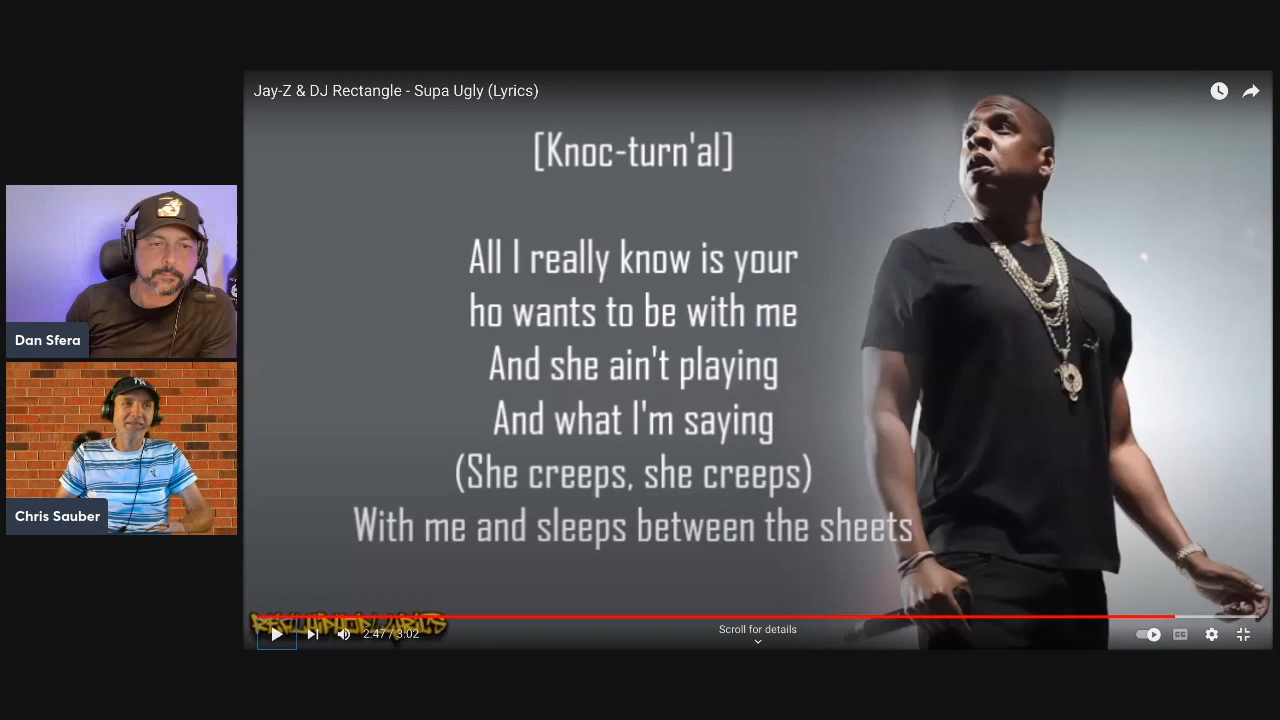 Jay-Z & DJ Rectangle - Supa Ugly (Lyrics)
[Knoc-turn'al]
All I really know is your
ho wants to be with me
And she ain't playing
And what I'm saying
(She creeps, she creeps)
With me and sleeps between the sheets
Dan Sfera
Chris Sauber
REELHIPHOPLYRICS
2:47 / 3:02
Scroll for details
CC